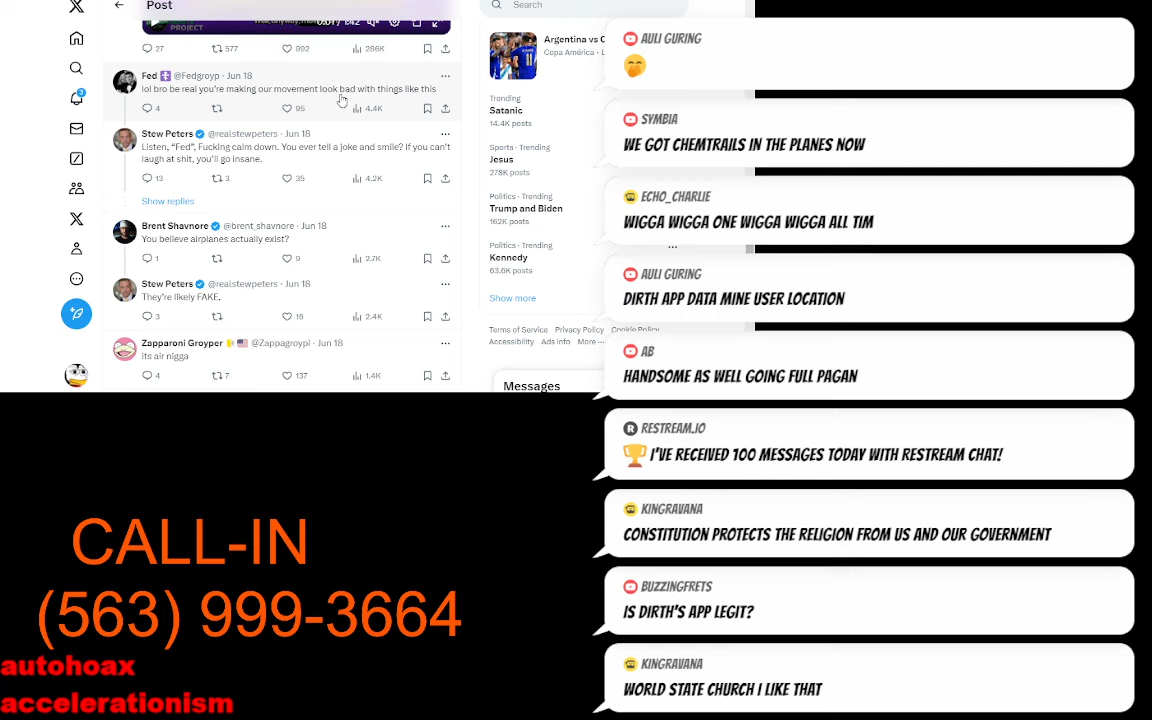 Post
Search
PROJECT
27 577 992 286K
Fed @Fedgroyp · Jun 18
lol bro be real you're making our movement look bad with things like this
4 95 4.4K
Stew Peters @realstewpeters · Jun 18
Listen, “Fed”, Fucking calm down. You ever tell a joke and smile? If you can't
laugh at shit, you'll go insane.
13 3 35 4.2K
Show replies
Brent Shavnore @brent_shavnore · Jun 18
You believe airplanes actually exist?
1 9 2.7K
Stew Peters @realstewpeters · Jun 18
They're likely FAKE.
3 16 2.4K
Zapparoni Groyper @Zappagroypl · Jun 18
its air nigga
4 7 137 1.4K
3
Argentina vs C
Copa América · L
Trending
Satanic
14.4K posts
Sports · Trending
Jesus
278K posts
Politics · Trending
Trump and Biden
162K posts
Politics · Trending
Kennedy
63.6K posts
Show more
Terms of Service Privacy Policy Cookie Policy
Accessibility Ads info More
Messages
AULI GURING
SYMBIA
WE GOT CHEMTRAILS IN THE PLANES NOW
ECHO_CHARLIE
WIGGA WIGGA ONE WIGGA WIGGA ALL TIM
AULI GURING
DIRTH APP DATA MINE USER LOCATION
AB
HANDSOME AS WELL GOING FULL PAGAN
RESTREAM.IO
I'VE RECEIVED 100 MESSAGES TODAY WITH RESTREAM CHAT!
KINGRAVANA
CONSTITUTION PROTECTS THE RELIGION FROM US AND OUR GOVERNMENT
BUZZINGFRETS
IS DIRTH'S APP LEGIT?
KINGRAVANA
WORLD STATE CHURCH I LIKE THAT
CALL-IN
(563) 999-3664
autohoax
accelerationism